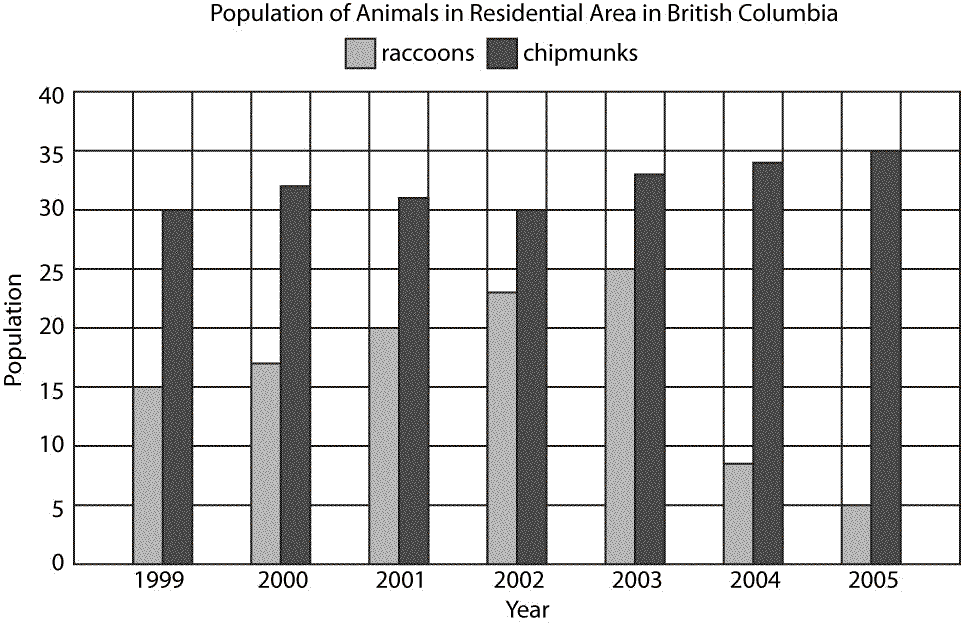 Population of Animals in Residential Area in British Columbia
raccoons chipmunks
40
35
30
25
20
15
10
5
0
Population
1999 2000 2001 2002 2003 2004 2005
Year